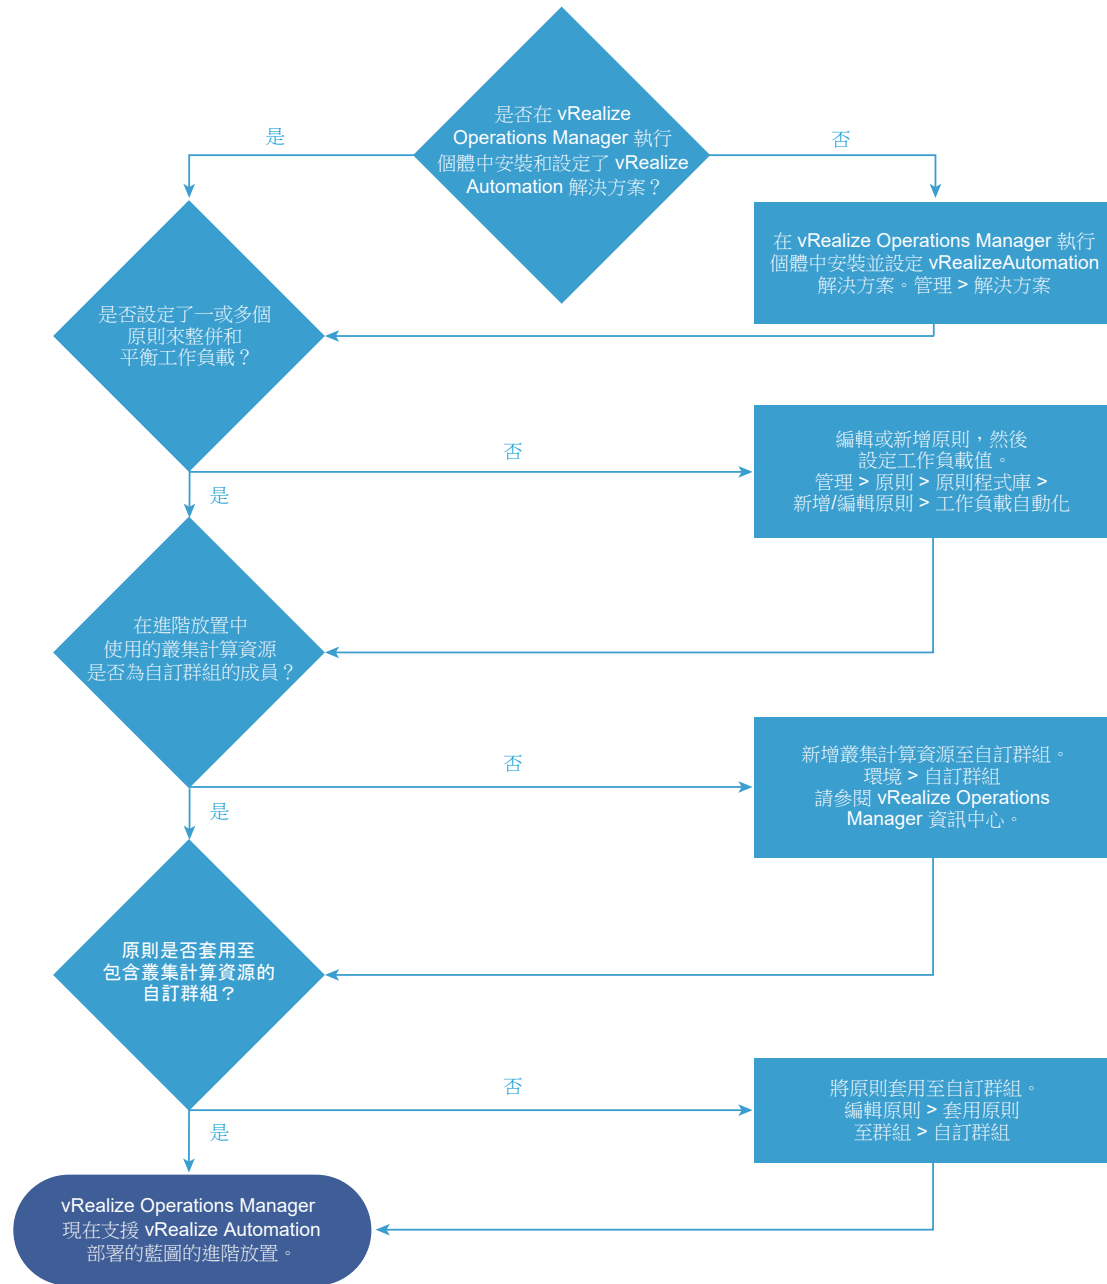 是否在 vRealize
Operations Manager 執行
個體中安裝和設定了 vRealize
Automation 解決方案？
是
否
在 vRealize Operations Manager 執行
個體中安裝並設定 vRealizeAutomation
解決方案。管理 > 解決方案
是否設定了一或多個
原則來整併和
平衡工作負載？
否
是
編輯或新增原則，然後
設定工作負載值。
管理 > 原則 > 原則程式庫 >
新增/編輯原則 > 工作負載自動化
在進階放置中
使用的叢集計算資源
是否為自訂群組的成員？
否
是
新增叢集計算資源至自訂群組。
環境 > 自訂群組
請參閱 vRealize Operations
Manager 資訊中心。
原則是否套用至
包含叢集計算資源的
自訂群組？
否
是
將原則套用至自訂群組。
編輯原則 > 套用原則
至群組 > 自訂群組
vRealize Operations Manager
現在支援 vRealize Automation
部署的藍圖的進階放置。